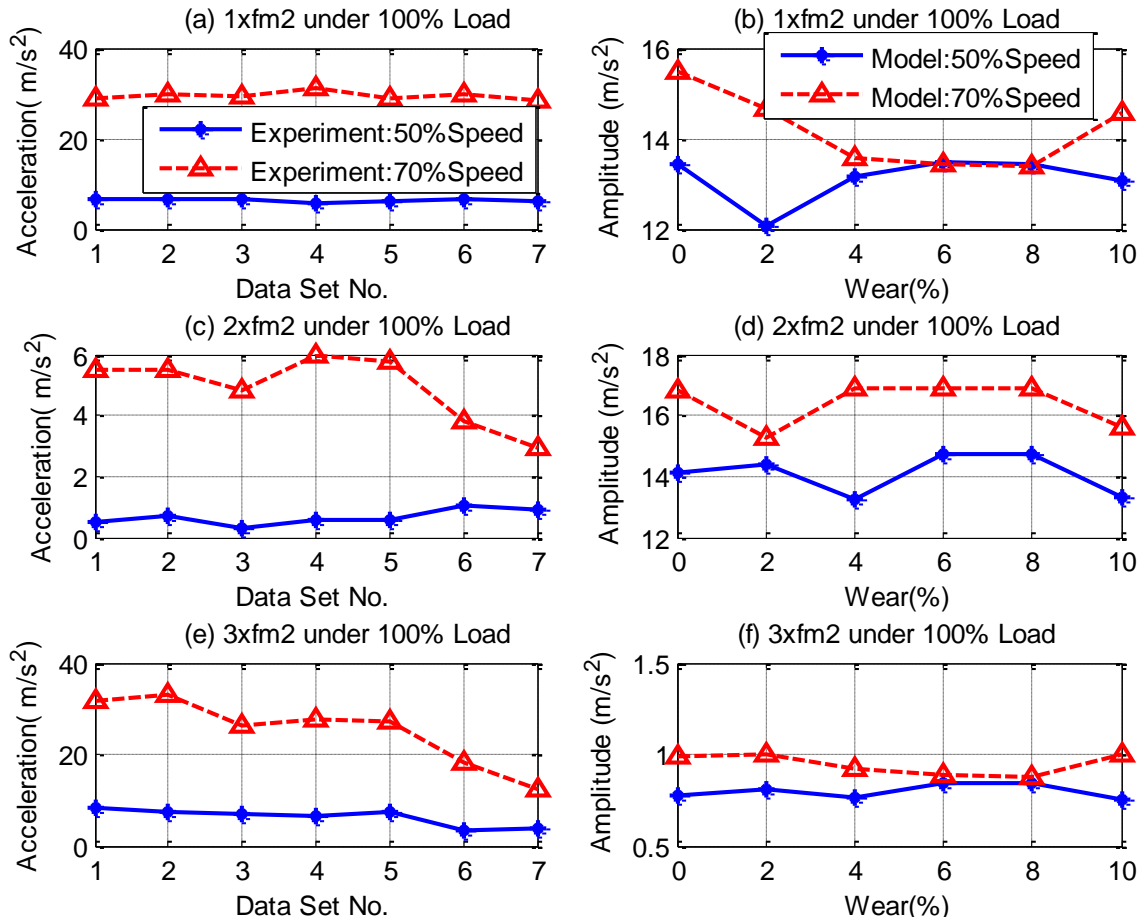 (a) 1xfm2 under 100% Load
Acceleration( m/s²)
40
20
0
Experiment:50%Speed
Experiment:70%Speed
1 2 3 4 5 6 7
Data Set No.
(b) 1xfm2 under 100% Load
Amplitude (m/s²)
16
14
12
Model:50%Speed
Model:70%Speed
0 2 4 6 8 10
Wear(%)
(c) 2xfm2 under 100% Load
Acceleration( m/s²)
6
4
2
0
1 2 3 4 5 6 7
Data Set No.
(d) 2xfm2 under 100% Load
Amplitude (m/s²)
18
16
14
12
0 2 4 6 8 10
Wear(%)
(e) 3xfm2 under 100% Load
Acceleration( m/s²)
40
20
0
1 2 3 4 5 6 7
Data Set No.
(f) 3xfm2 under 100% Load
Amplitude (m/s²)
1.5
1
0.5
0 2 4 6 8 10
Wear(%)